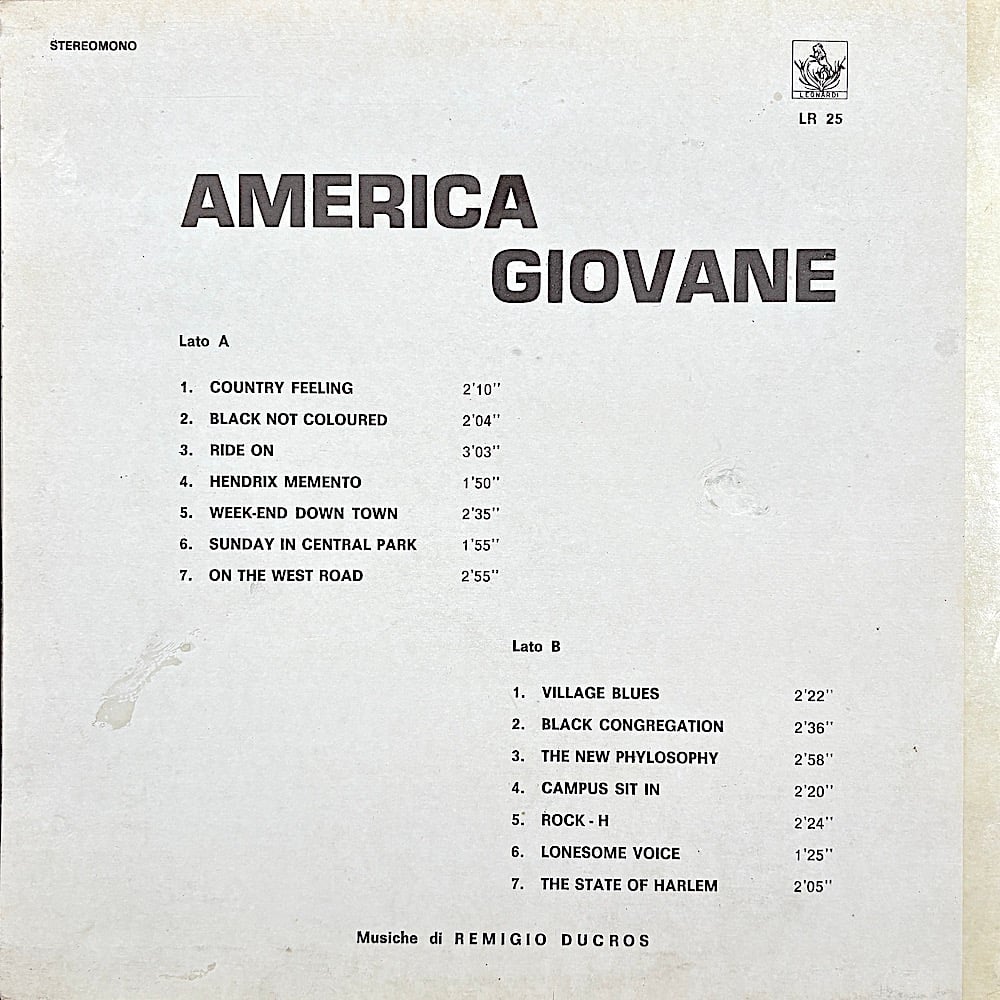 STEREOMONO
LEONARDI
LR 25
AMERICA
GIOVANE
Lato A
1. COUNTRY FEELING 2'10''
2. BLACK NOT COLOURED 2'04''
3. RIDE ON 3'03''
4. HENDRIX MEMENTO 1'50''
5. WEEK-END DOWN TOWN 2'35''
6. SUNDAY IN CENTRAL PARK 1'55''
7. ON THE WEST ROAD 2'55''
Lato B
1. VILLAGE BLUES 2'22''
2. BLACK CONGREGATION 2'36''
3. THE NEW PHYLOSOPHY 2'58''
4. CAMPUS SIT IN 2'20''
5. ROCK - H 2'24''
6. LONESOME VOICE 1'25''
7. THE STATE OF HARLEM 2'05''
Musiche di REMIGIO DUCROS